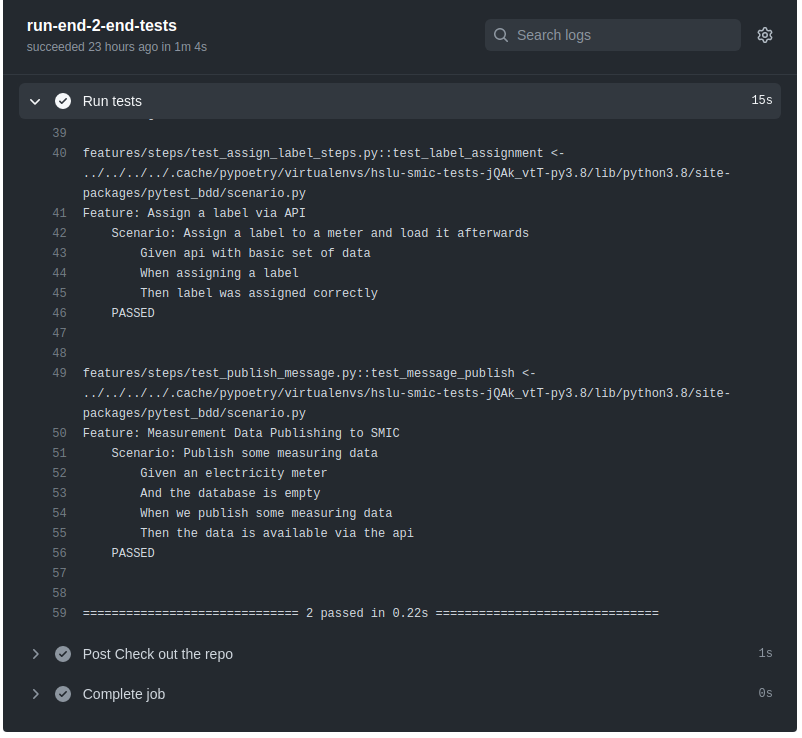 run-end-2-end-tests
succeeded 23 hours ago in 1m 4s
Search logs
Run tests 15s
39
40 features/steps/test_assign_label_steps.py::test_label_assignment <-
../../../../.cache/pypoetry/virtualenvs/hslu-smic-tests-jQAk_vtT-py3.8/lib/python3.8/site-
packages/pytest_bdd/scenario.py
41 Feature: Assign a label via API
42     Scenario: Assign a label to a meter and load it afterwards
43         Given api with basic set of data
44         When assigning a label
45         Then label was assigned correctly
46     PASSED
47
48
49 features/steps/test_publish_message.py::test_message_publish <-
../../../../.cache/pypoetry/virtualenvs/hslu-smic-tests-jQAk_vtT-py3.8/lib/python3.8/site-
packages/pytest_bdd/scenario.py
50 Feature: Measurement Data Publishing to SMIC
51     Scenario: Publish some measuring data
52         Given an electricity meter
53         And the database is empty
54         When we publish some measuring data
55         Then the data is available via the api
56     PASSED
57
58
59 ============================== 2 passed in 0.22s ===============================
Post Check out the repo 1s
Complete job 0s